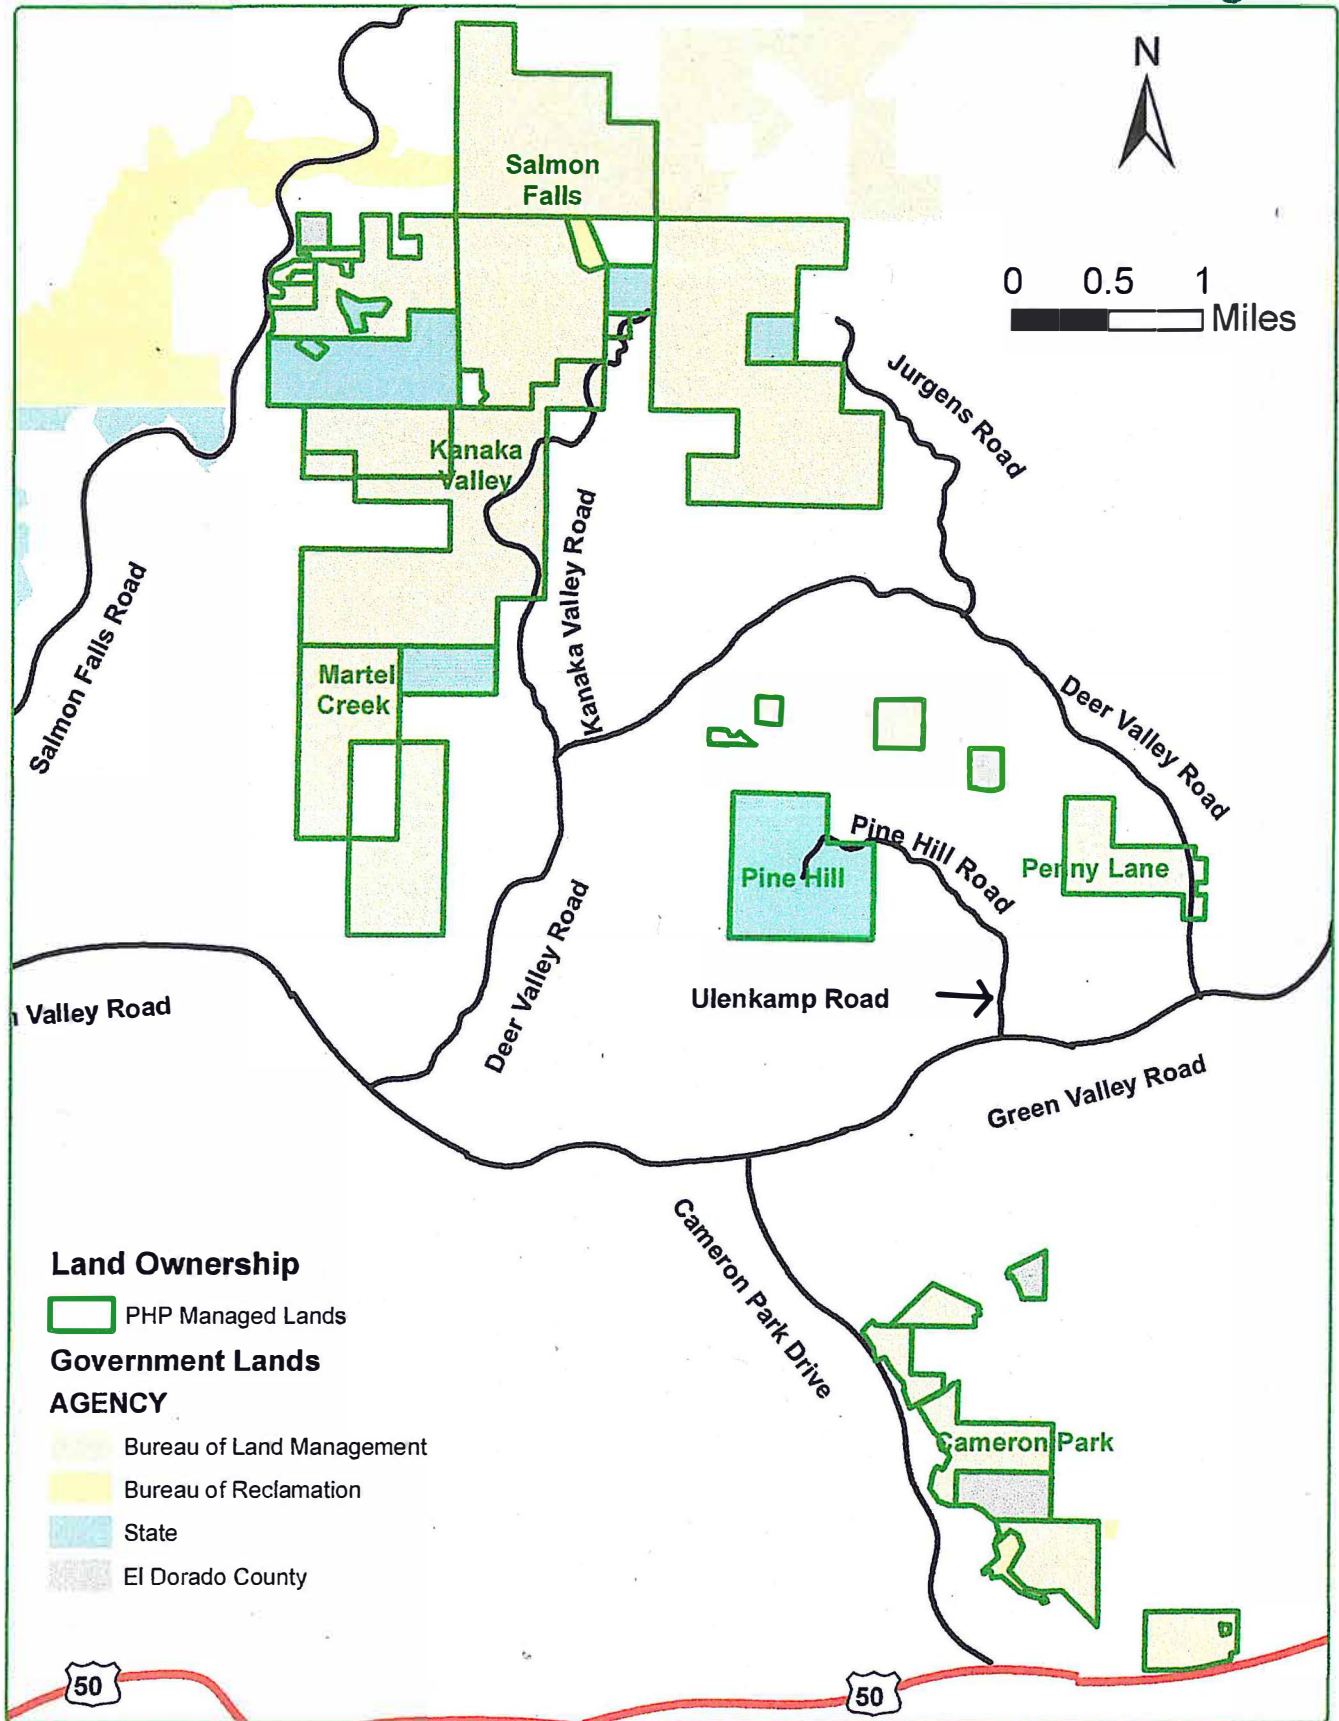 N
Salmon
Falls
0 0.5 1
Miles
Jurgens Road
Kanaka
Valley
Kanaka Valley Road
Salmon Falls Road
Martel
Creek
Deer Valley Road
Pine Hill Road
Pine Hill
Penny Lane
Deer Valley Road
Ulenkamp Road
n Valley Road
Green Valley Road
Cameron Park Drive
Land Ownership
PHP Managed Lands
Government Lands
AGENCY
Bureau of Land Management
Bureau of Reclamation
State
El Dorado County
Cameron Park
50
50